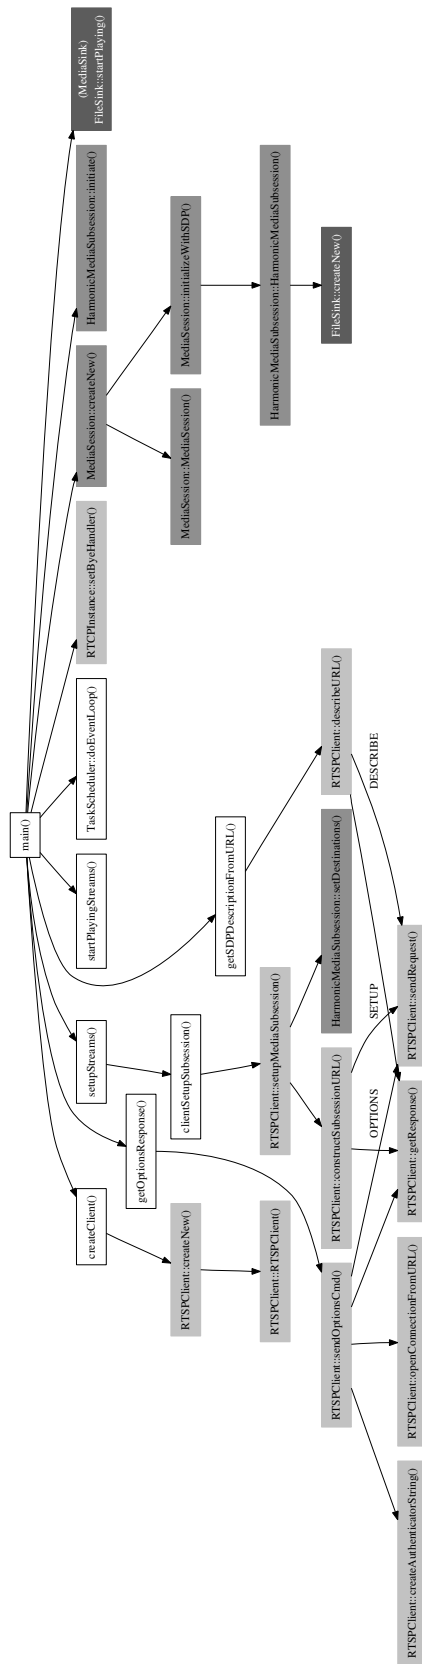 main()
createClient()
getOptionsResponse()
setupStreams()
getSDPDescriptionFromURL()
startPlayingStreams()
TaskScheduler::doEventLoop()
RTCPInstance::setByeHandler()
MediaSession::createNew()
HarmonicMediaSubsession::initiate()
(MediaSink)
FileSink::startPlaying()
RTSPClient::createNew()
clientSetupSubsession()
MediaSession::MediaSession()
MediaSession::initializeWithSDP()
RTSPClient::RTSPClient()
RTSPClient::setupMediaSubsession()
HarmonicMediaSubsession::HarmonicMediaSubsession()
RTSPClient::sendOptionsCmd()
RTSPClient::constructSubsessionURL()
HarmonicMediaSubsession::setDestinations()
RTSPClient::describeURL()
FileSink::createNew()
OPTIONS
SETUP
DESCRIBE
RTSPClient::createAuthenticatorString()
RTSPClient::openConnectionFromURL()
RTSPClient::getResponse()
RTSPClient::sendRequest()